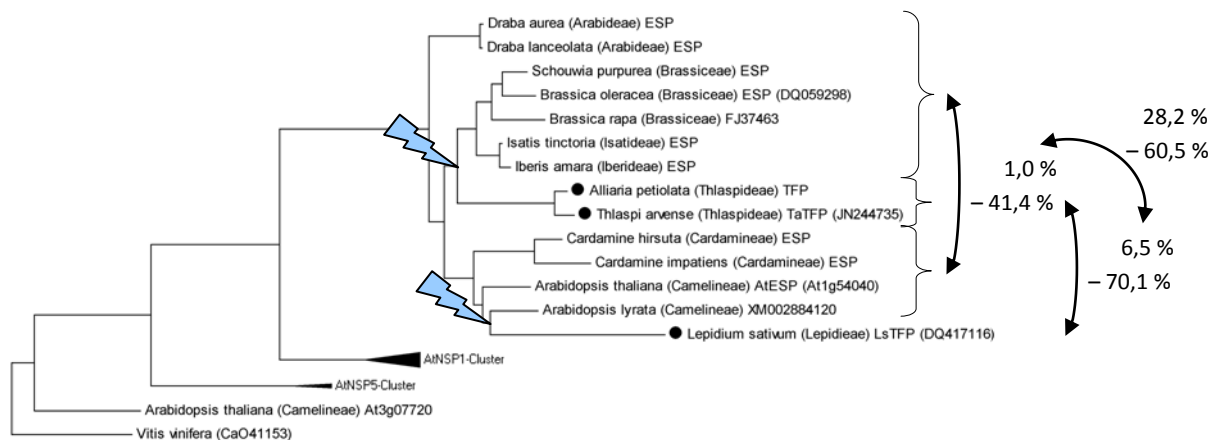 Draba aurea (Arabideae) ESP
Draba lanceolata (Arabideae) ESP
Schouwia purpurea (Brassiceae) ESP
Brassica oleracea (Brassiceae) ESP (DQ059298)
Brassica rapa (Brassiceae) FJ37463
Isatis tinctoria (Isatideae) ESP
Iberis amara (Iberideae) ESP
Alliaria petiolata (Thlaspideae) TFP
Thlaspi arvense (Thlaspideae) TaTFP (JN244735)
Cardamine hirsuta (Cardamineae) ESP
Cardamine impatiens (Cardamineae) ESP
Arabidopsis thaliana (Camelineae) AtESP (At1g54040)
Arabidopsis lyrata (Camelineae) XM002884120
Lepidium sativum (Lepidieae) LsTFP (DQ417116)
AtNSP1-Cluster
AtNSP5-Cluster
Arabidopsis thaliana (Camelineae) At3g07720
Vitis vinifera (CaO41153)
1,0 %
– 41,4 %
28,2 %
– 60,5 %
6,5 %
– 70,1 %